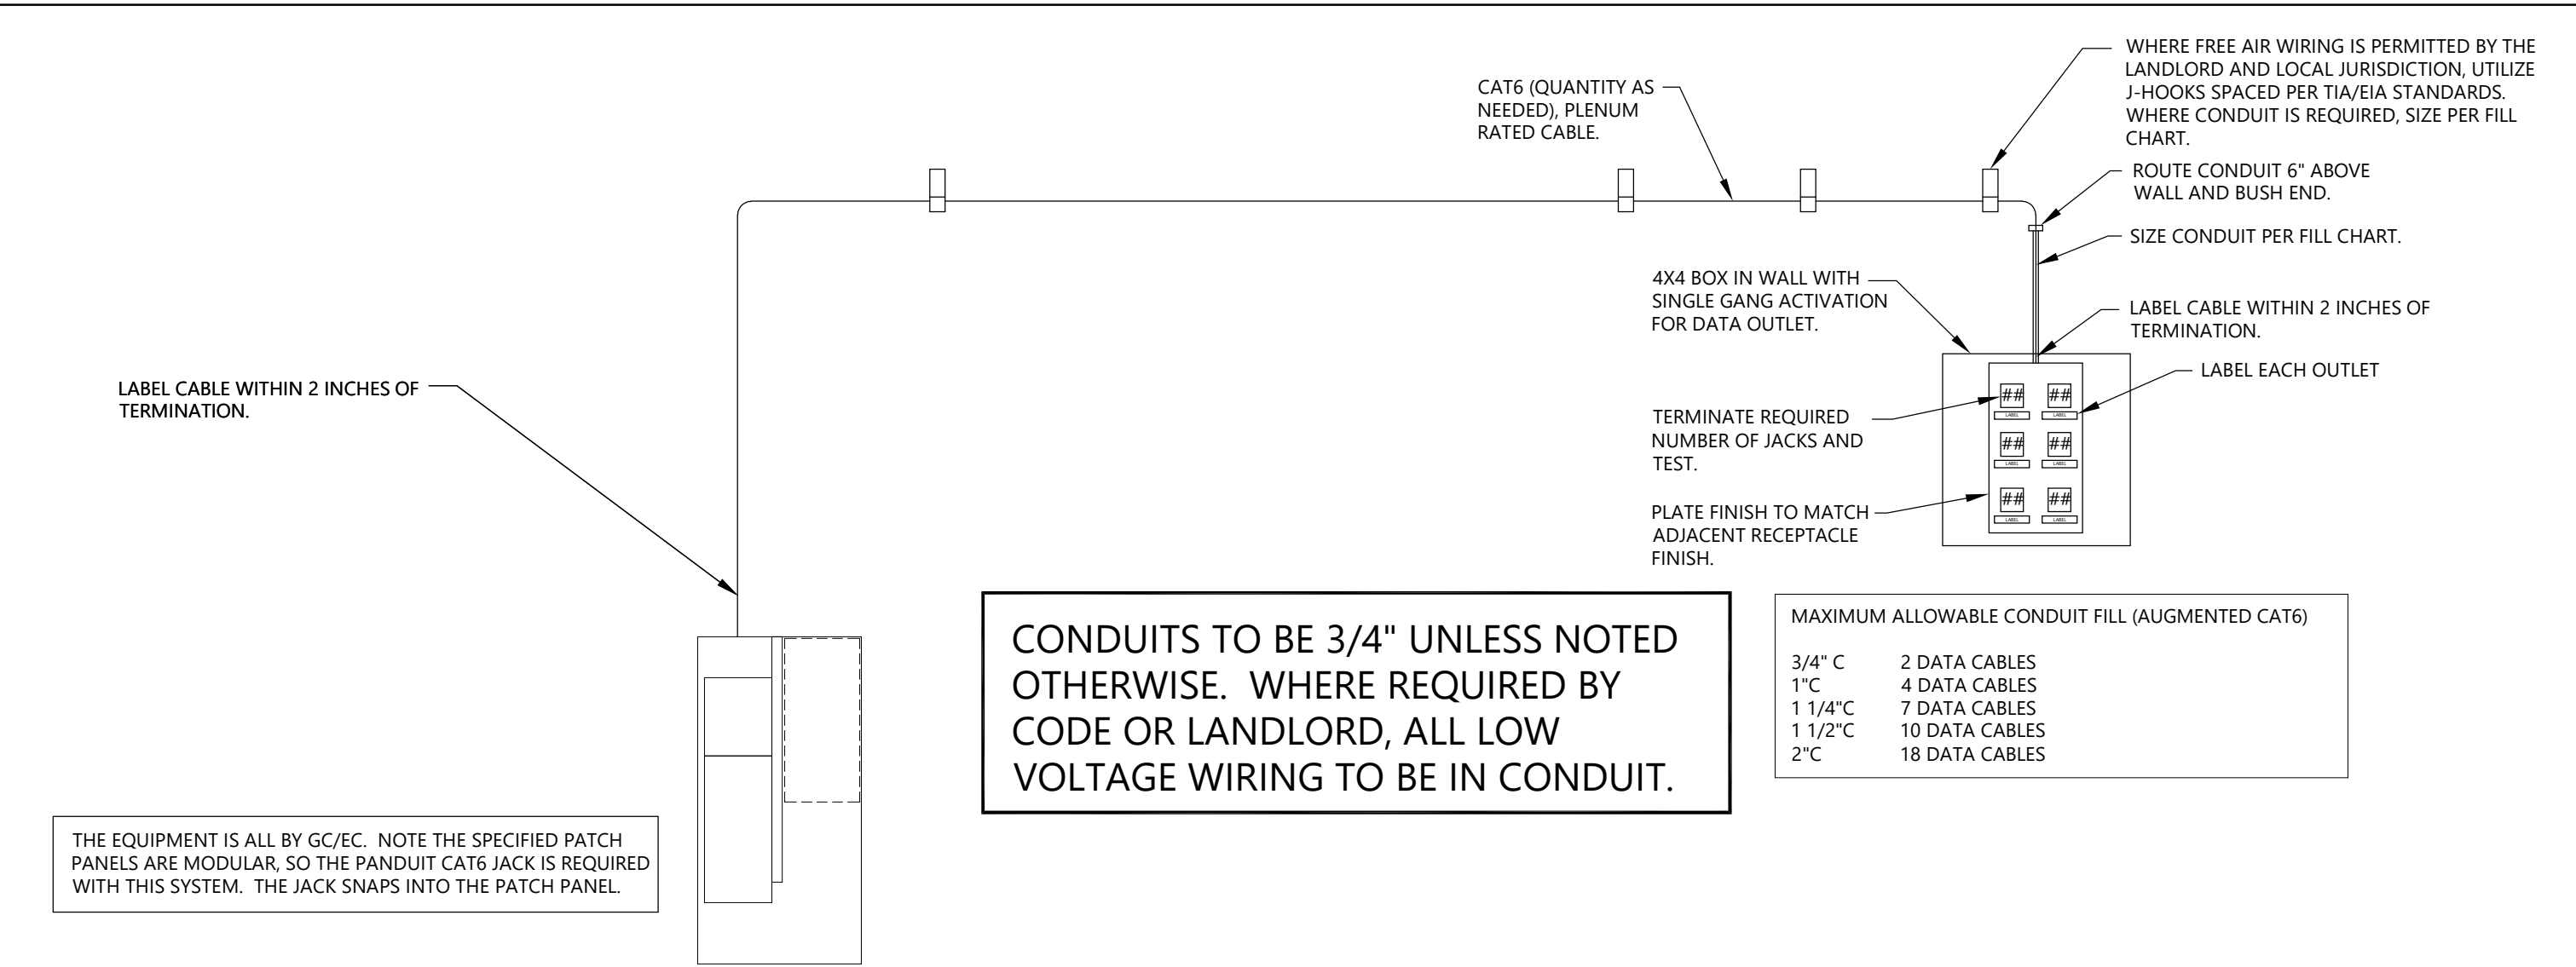 WHERE FREE AIR WIRING IS PERMITTED BY THE
LANDLORD AND LOCAL JURISDICTION, UTILIZE
J-HOOKS SPACED PER TIA/EIA STANDARDS.
WHERE CONDUIT IS REQUIRED, SIZE PER FILL
CHART.
CAT6 (QUANTITY AS
NEEDED), PLENUM
RATED CABLE.
ROUTE CONDUIT 6" ABOVE
WALL AND BUSH END.
SIZE CONDUIT PER FILL CHART.
4X4 BOX IN WALL WITH
SINGLE GANG ACTIVATION
FOR DATA OUTLET.
LABEL CABLE WITHIN 2 INCHES OF
TERMINATION.
LABEL EACH OUTLET
LABEL CABLE WITHIN 2 INCHES OF
TERMINATION.
TERMINATE REQUIRED
NUMBER OF JACKS AND
TEST.
## ##
LABEL LABEL
## ##
LABEL LABEL
## ##
LABEL LABEL
PLATE FINISH TO MATCH
ADJACENT RECEPTACLE
FINISH.
CONDUITS TO BE 3/4" UNLESS NOTED
OTHERWISE. WHERE REQUIRED BY
CODE OR LANDLORD, ALL LOW
VOLTAGE WIRING TO BE IN CONDUIT.
MAXIMUM ALLOWABLE CONDUIT FILL (AUGMENTED CAT6)
3/4" C 2 DATA CABLES
1"C 4 DATA CABLES
1 1/4"C 7 DATA CABLES
1 1/2"C 10 DATA CABLES
2"C 18 DATA CABLES
THE EQUIPMENT IS ALL BY GC/EC. NOTE THE SPECIFIED PATCH
PANELS ARE MODULAR, SO THE PANDUIT CAT6 JACK IS REQUIRED
WITH THIS SYSTEM. THE JACK SNAPS INTO THE PATCH PANEL.